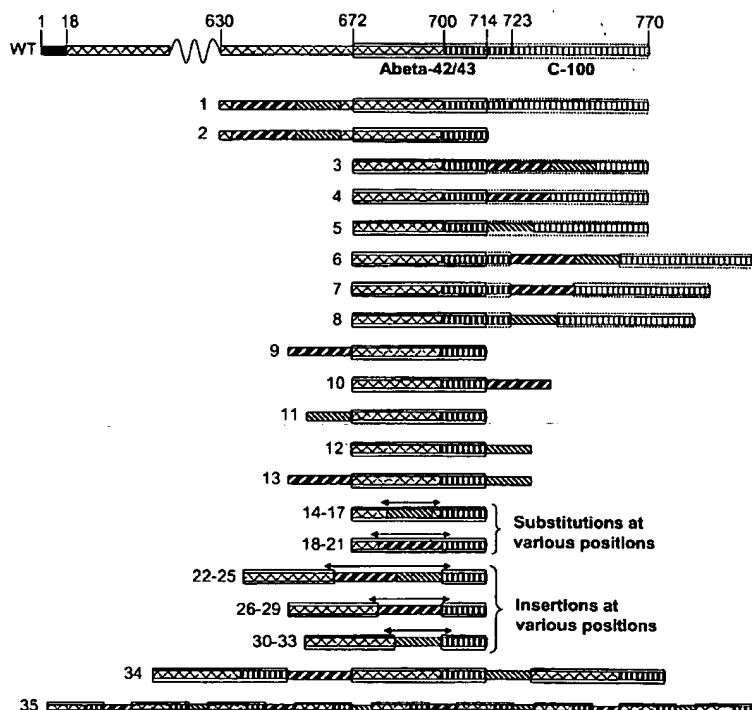 1 18 630 672 700 714 723 770
WT
Abeta-42/43 C-100
1
2
3
4
5
6
7
8
9
10
11
12
13
14-17
18-21
Substitutions at
various positions
22-25
26-29
30-33
Insertions at
various positions
34
35